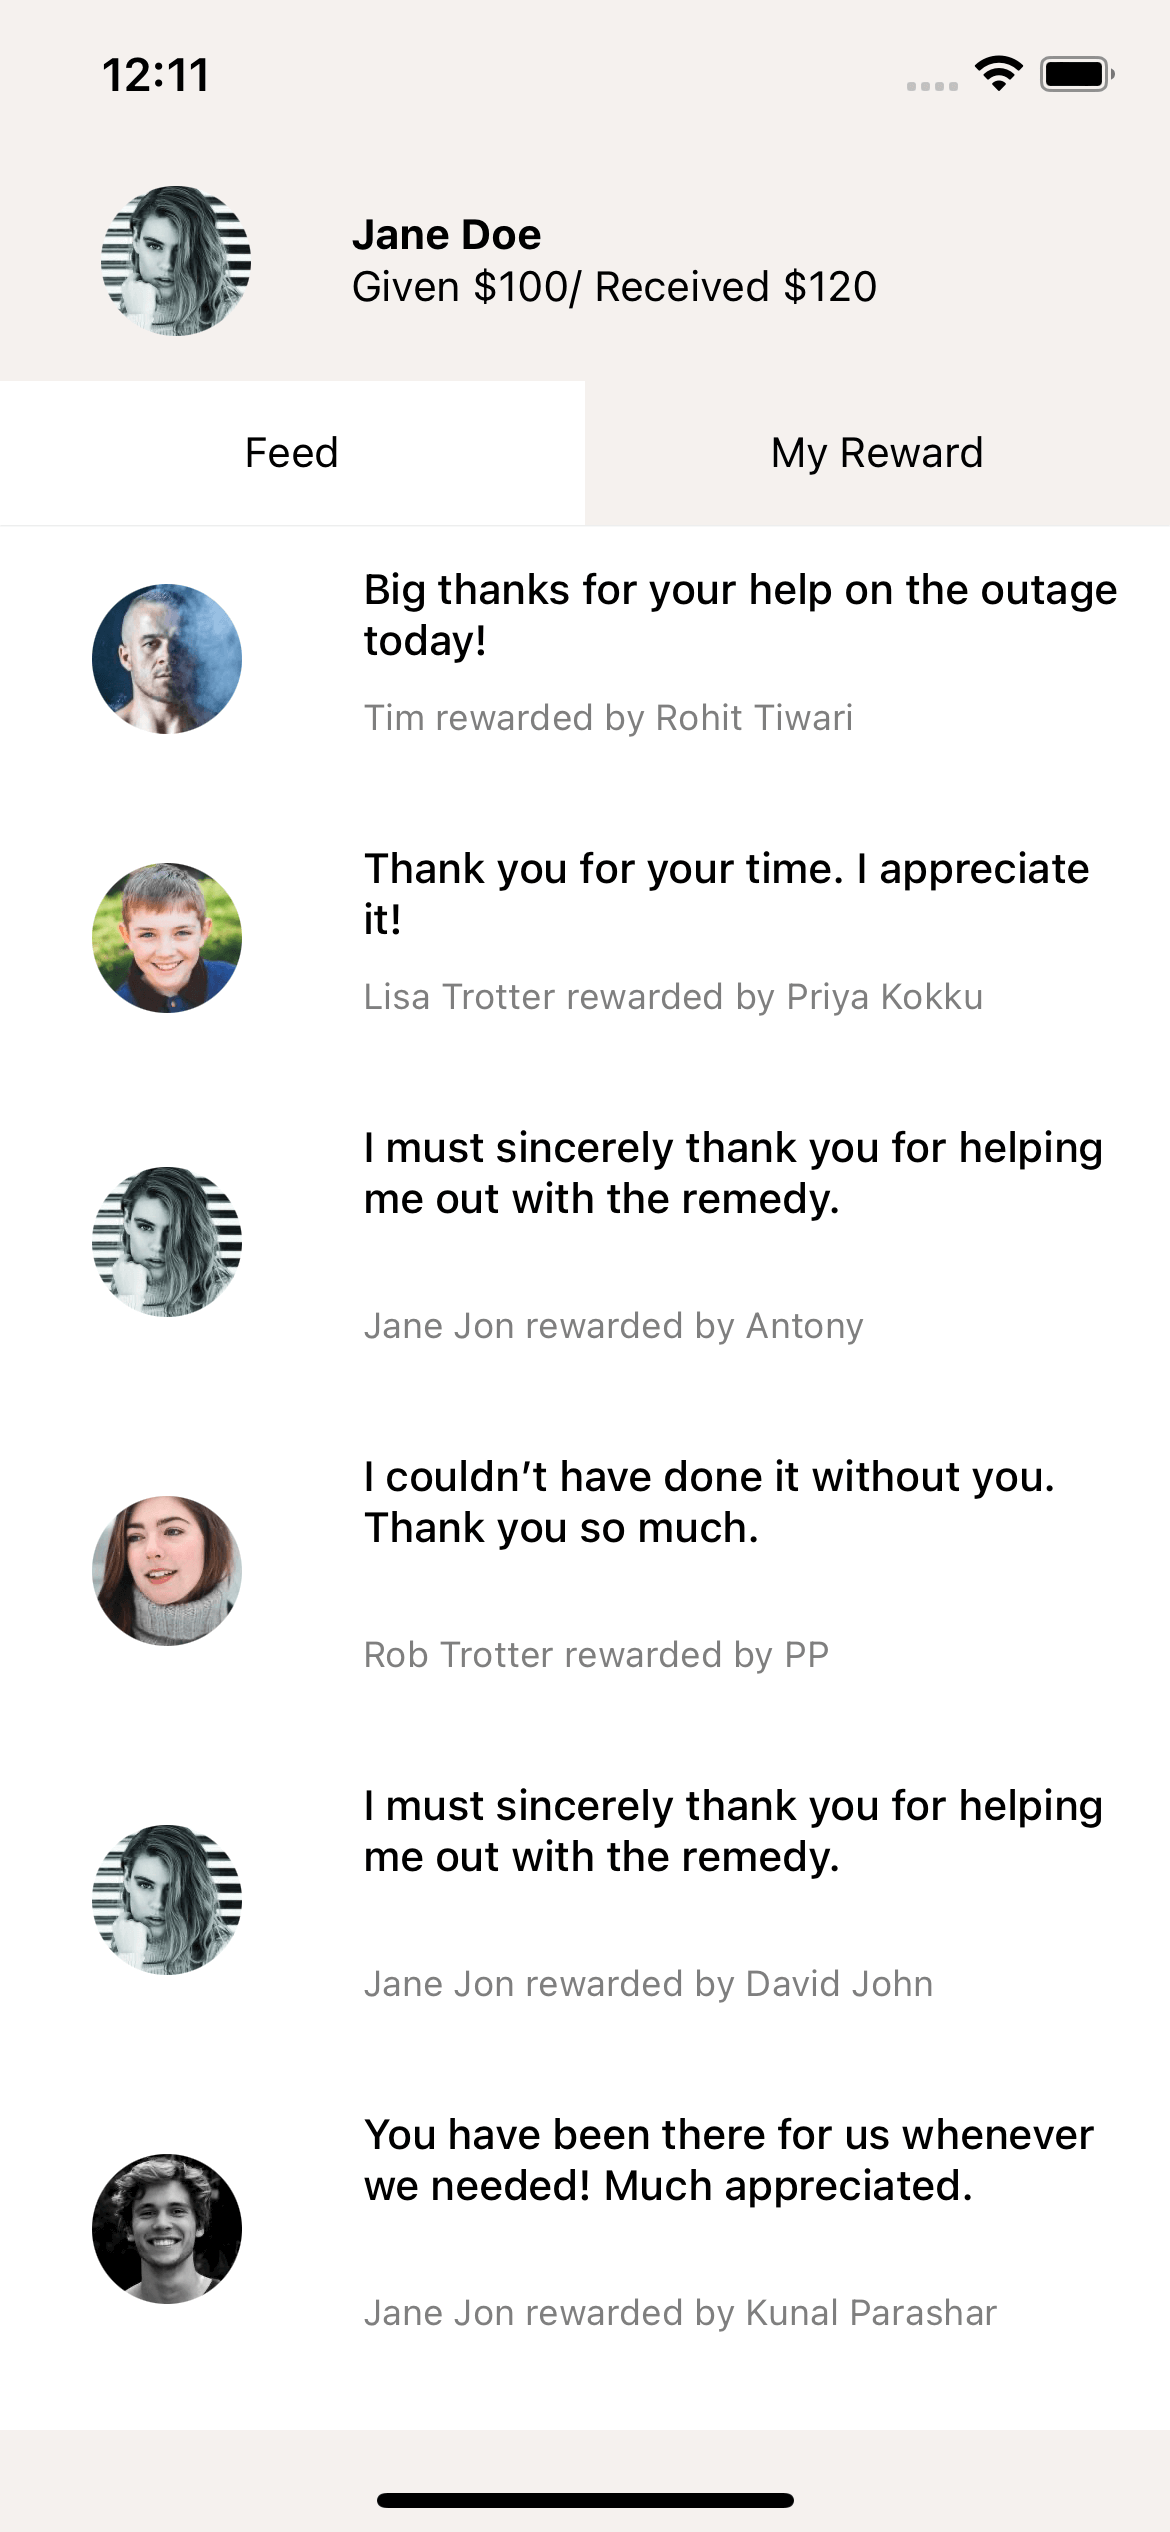 12:11
Jane Doe
Given $100/ Received $120
Feed
My Reward
Big thanks for your help on the outage
today!
Tim rewarded by Rohit Tiwari
Thank you for your time. I appreciate
it!
Lisa Trotter rewarded by Priya Kokku
I must sincerely thank you for helping
me out with the remedy.
Jane Jon rewarded by Antony
I couldn’t have done it without you.
Thank you so much.
Rob Trotter rewarded by PP
I must sincerely thank you for helping
me out with the remedy.
Jane Jon rewarded by David John
You have been there for us whenever
we needed! Much appreciated.
Jane Jon rewarded by Kunal Parashar